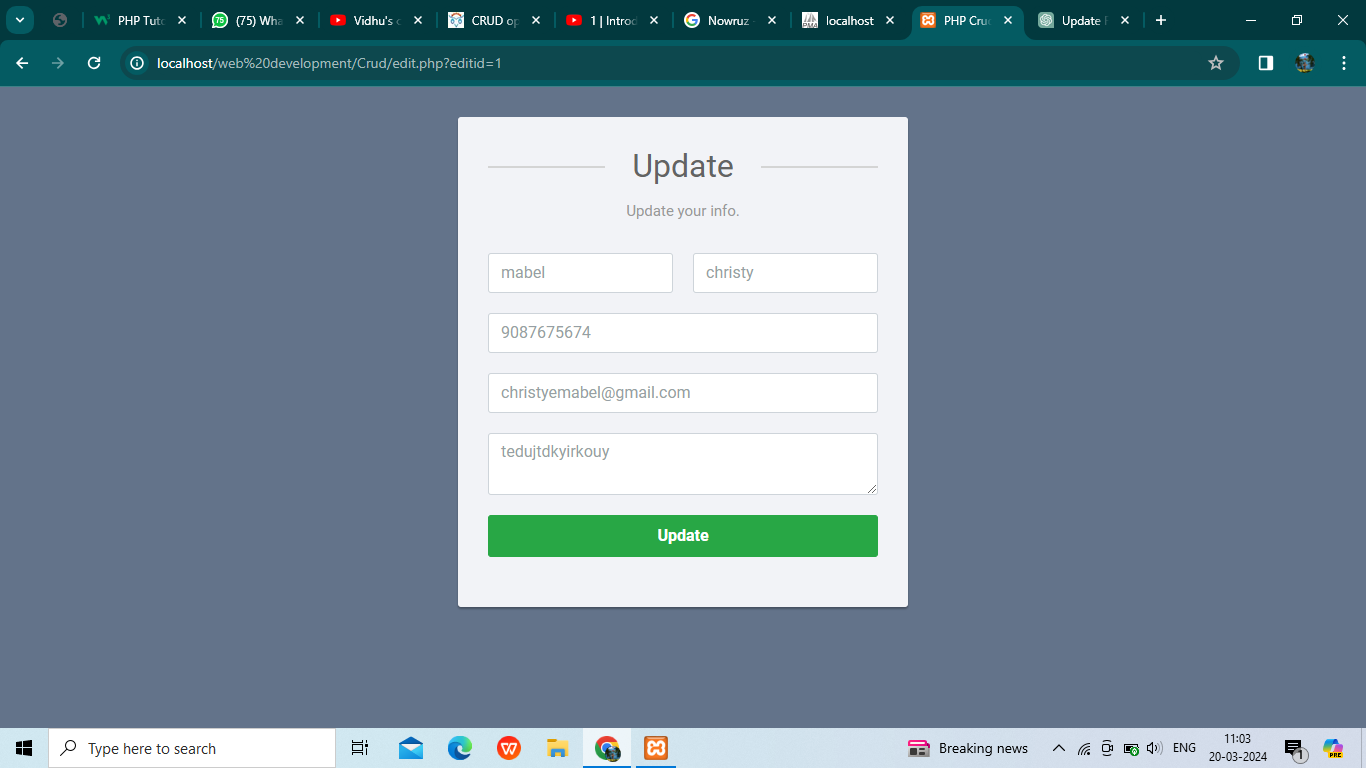 PHP Tuto
(75) Wha
Vidhu's c
CRUD op
1 | Introd
Nowruz
localhost
PHP Cru
Update
localhost/web%20development/Crud/edit.php?editid=1
Update
Update your info.
mabel
christy
9087675674
christyemabel@gmail.com
tedujtdkyirkouy
Update
Type here to search
Breaking news
ENG
11:03
20-03-2024
1
PRE